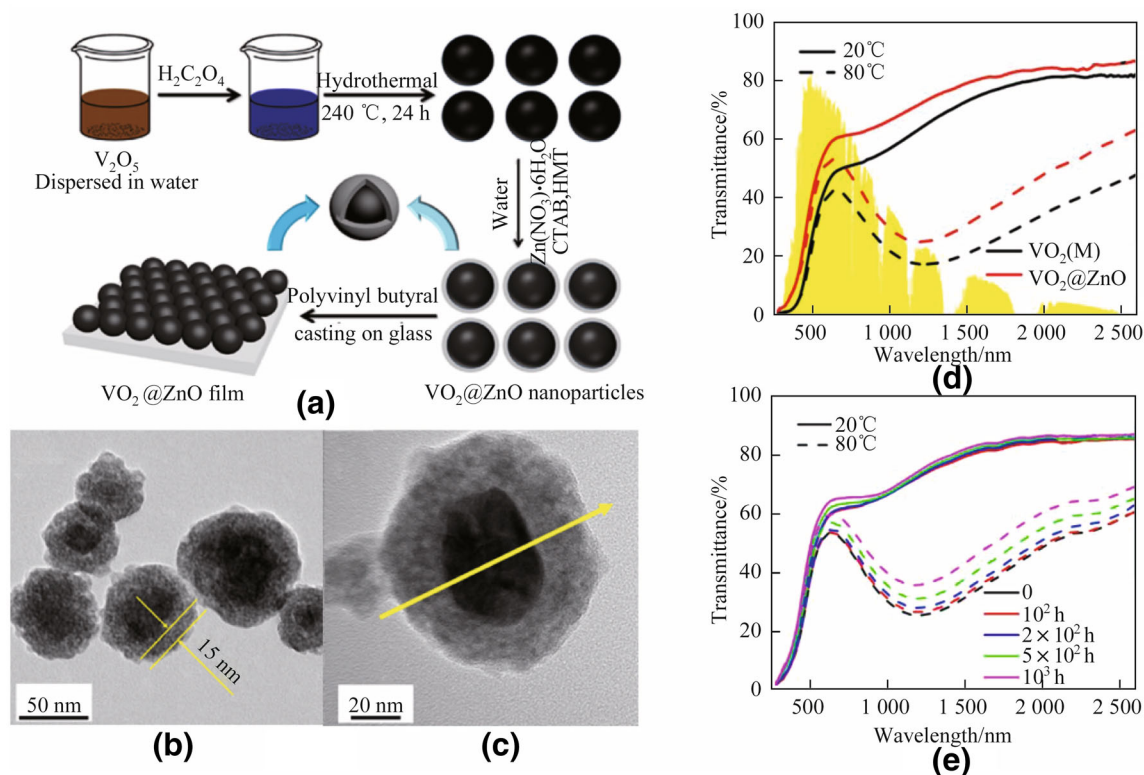 H₂C₂O₄
Hydrothermal
240 ℃, 24 h
V₂O₅
Dispersed in water
Water
Zn(NO₃)·6H₂O
CTAB,HMT
Polyvinyl butyral
casting on glass
VO₂ @ZnO film
VO₂@ZnO nanoparticles
(a)
15 nm
50 nm
(b)
20 nm
(c)
100
80
60
40
20
0
Transmittance/%
20℃
80℃
VO₂(M)
VO₂@ZnO
500
1 000
1 500
2 000
2 500
Wavelength/nm
(d)
100
80
60
40
20
0
Transmittance/%
20℃
80℃
0
10² h
2 × 10² h
5 × 10² h
10³ h
500
1 000
1 500
2 000
2 500
Wavelength/nm
(e)